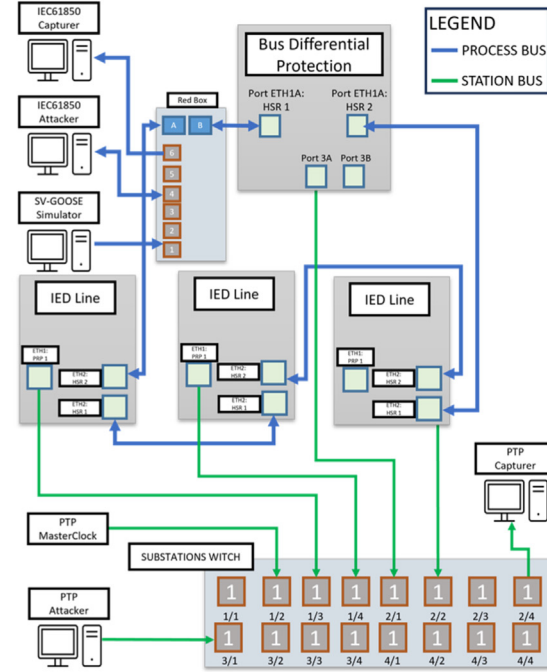 IEC61850
Capturer
IEC61850
Attacker
SV-GOOSE
Simulator
Red Box
A
B
6
5
4
3
2
1
Bus Differential
Protection
Port ETH1A:
HSR 1
Port ETH1A:
HSR 2
Port 3A
Port 3B
LEGEND
PROCESS BUS
STATION BUS
IED Line
ETH1:
PRP 1
ETH2:
HSR 2
ETH2:
HSR 1
IED Line
ETH1:
PRP 1
ETH2:
HSR 2
ETH2:
HSR 1
IED Line
ETH1:
PRP 1
ETH2:
HSR 2
ETH2:
HSR 1
PTP
Capturer
PTP
MasterClock
PTP
Attacker
SUBSTATIONS WITCH
1 1 1 1 1 1 1 1
1/1 1/2 1/3 1/4 2/1 2/2 2/3 2/4
1 1 1 1 1 1 1 1
3/1 3/2 3/3 3/4 4/1 4/2 4/3 4/4